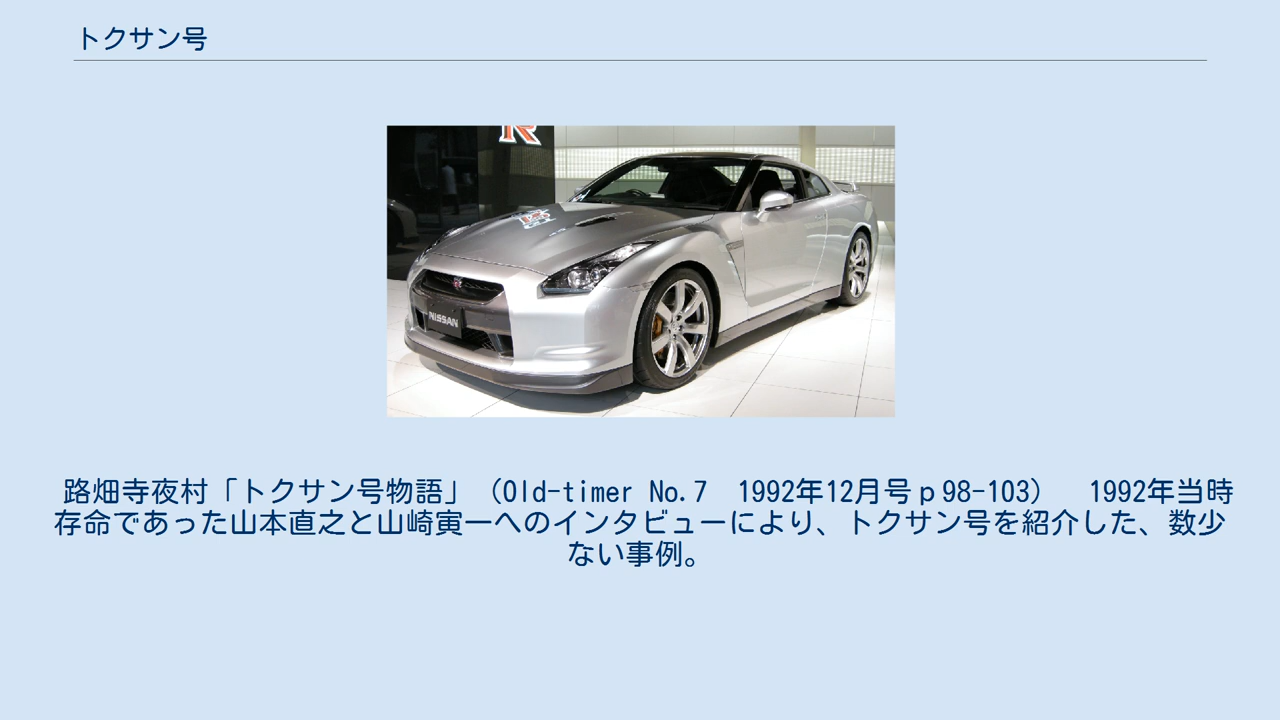 トクサン号
R
NISSAN
路畑寺夜村「トクサン号物語」（Old-timer No.7　1992年12月号ｐ98-103）　1992年当時
存命であった山本直之と山崎寅一へのインタビューにより、トクサン号を紹介した、数少
ない事例。